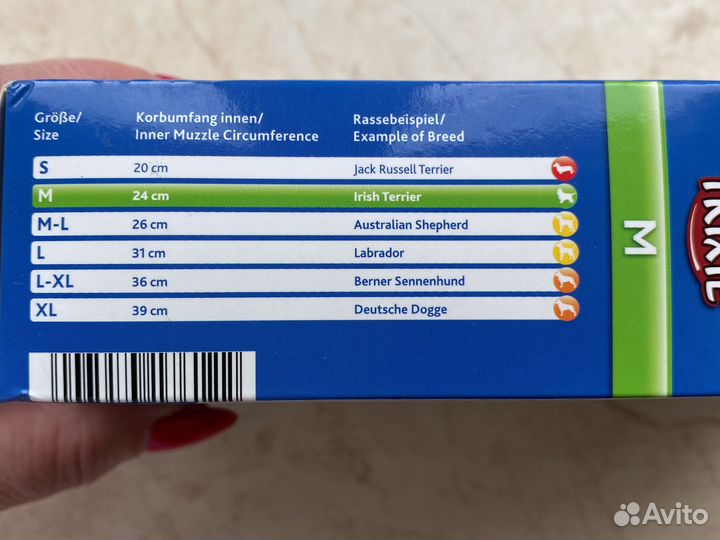 Größe/ Korbumfang innen/ Rassebeispiel/
Size Inner Muzzle Circumference Example of Breed
S 20 cm Jack Russell Terrier
M 24 cm Irish Terrier
M-L 26 cm Australian Shepherd
L 31 cm Labrador
L-XL 36 cm Berner Sennenhund
XL 39 cm Deutsche Dogge
M
TRIXIE
Avito